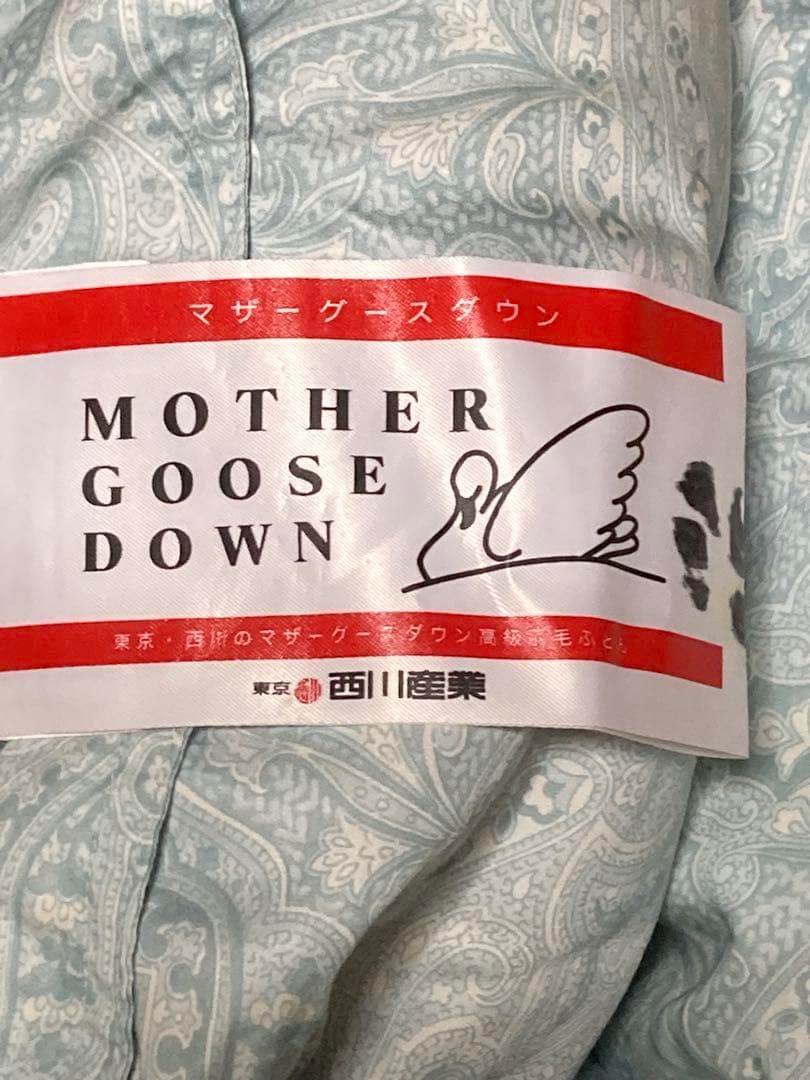 マザーグースダウン
MOTHER
GOOSE
DOWN
東京・西川のマザーグースダウン高級羽毛ふとん
東京 西川産業